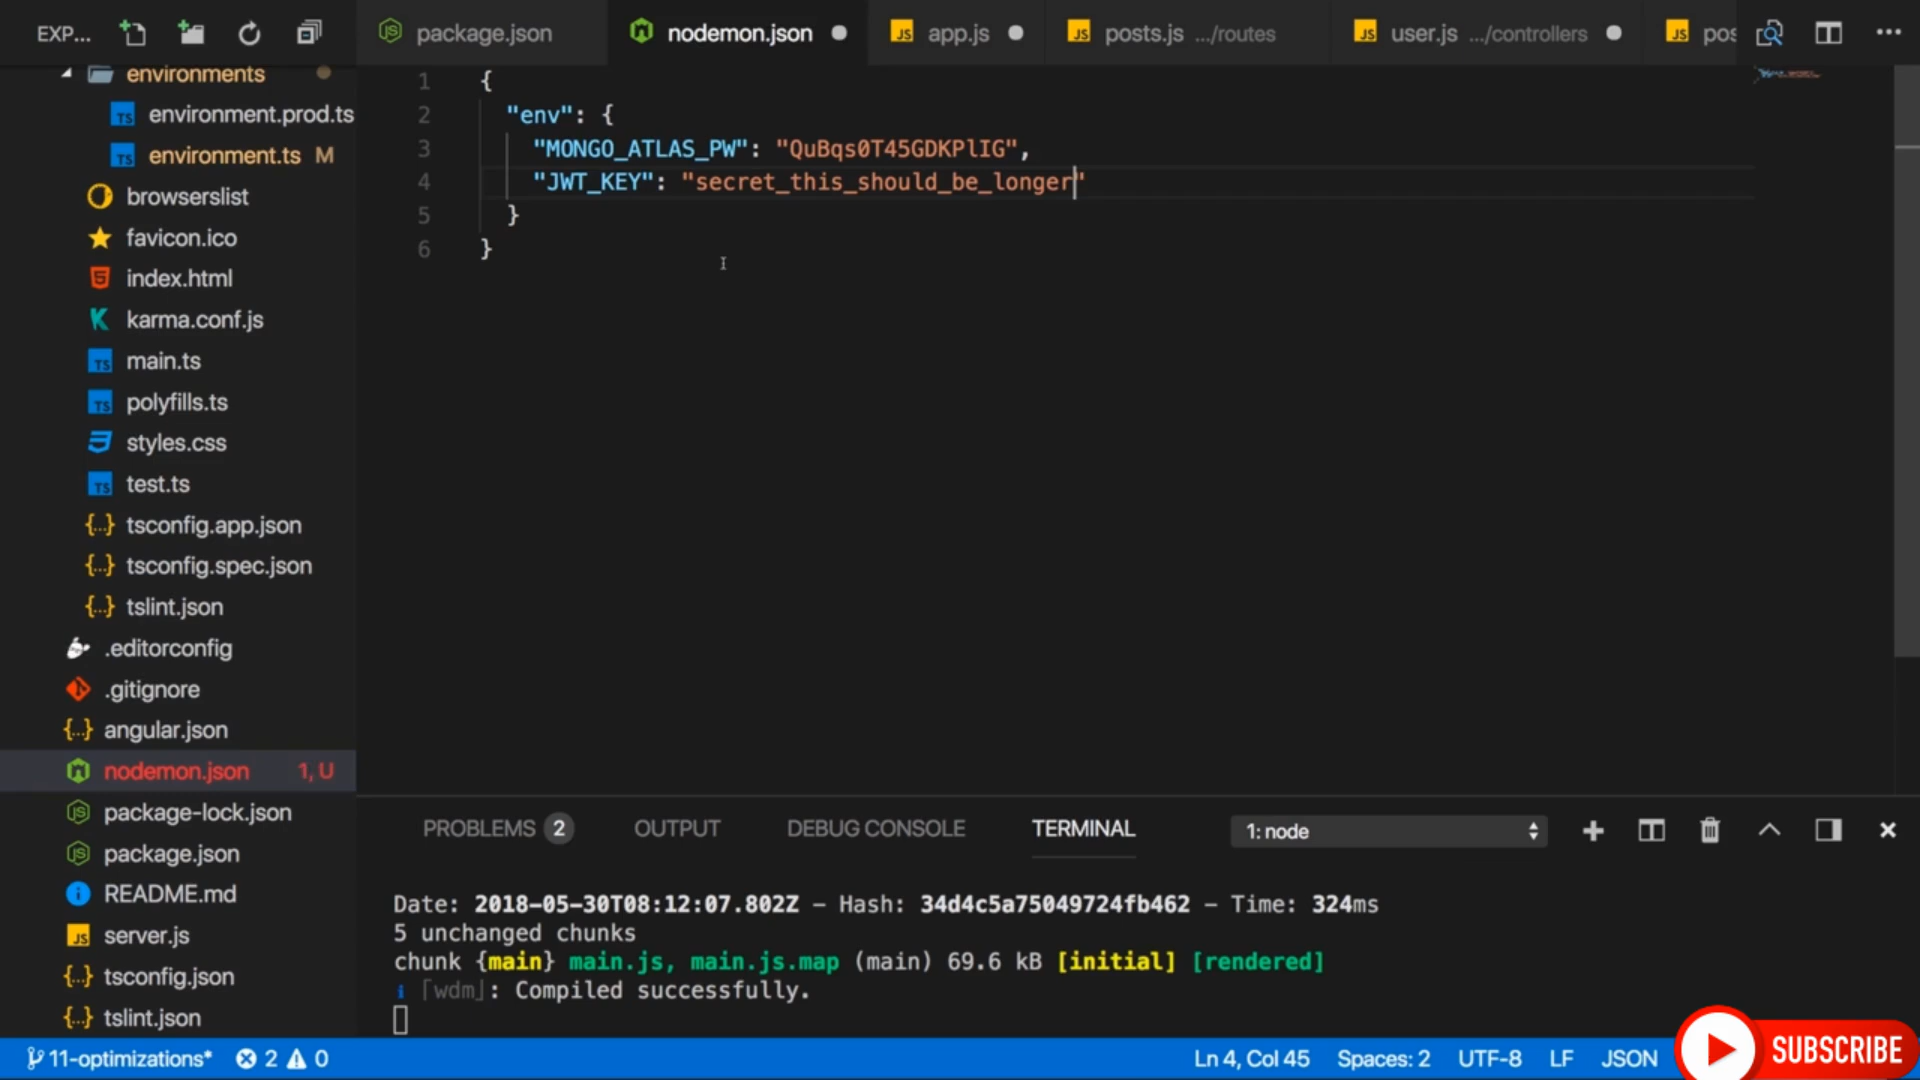 EXP...
package.json
nodemon.json
app.js
posts.js .../routes
user.js .../controllers
pos
environments
environment.prod.ts
environment.ts M
browserslist
favicon.ico
index.html
karma.conf.js
main.ts
polyfills.ts
styles.css
test.ts
tsconfig.app.json
tsconfig.spec.json
tslint.json
.editorconfig
.gitignore
angular.json
nodemon.json 1, U
package-lock.json
package.json
README.md
server.js
tsconfig.json
tslint.json
1 {
2 "env": {
3 "MONGO_ATLAS_PW": "QuBqs0T45GDKPlIG",
4 "JWT_KEY": "secret_this_should_be_longer"
5 }
6 }
PROBLEMS 2 OUTPUT DEBUG CONSOLE TERMINAL 1: node
Date: 2018-05-30T08:12:07.802Z - Hash: 34d4c5a75049724fb462 - Time: 324ms
5 unchanged chunks
chunk {main} main.js, main.js.map (main) 69.6 kB [initial] [rendered]
i ｢wdm｣: Compiled successfully.
11-optimizations* 2 0 Ln 4, Col 45 Spaces: 2 UTF-8 LF JSON
SUBSCRIBE